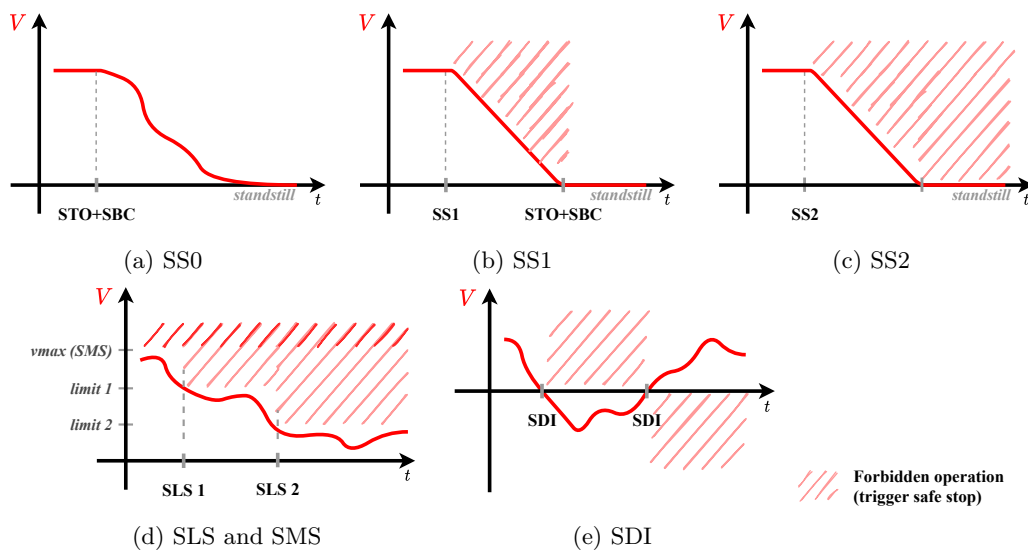 V
standstill
t
STO+SBC
(a) SS0
V
standstill
t
SS1
STO+SBC
(b) SS1
V
standstill
t
SS2
(c) SS2
V
vmax (SMS)
limit 1
limit 2
t
SLS 1
SLS 2
(d) SLS and SMS
V
t
SDI
SDI
(e) SDI
Forbidden operation
(trigger safe stop)